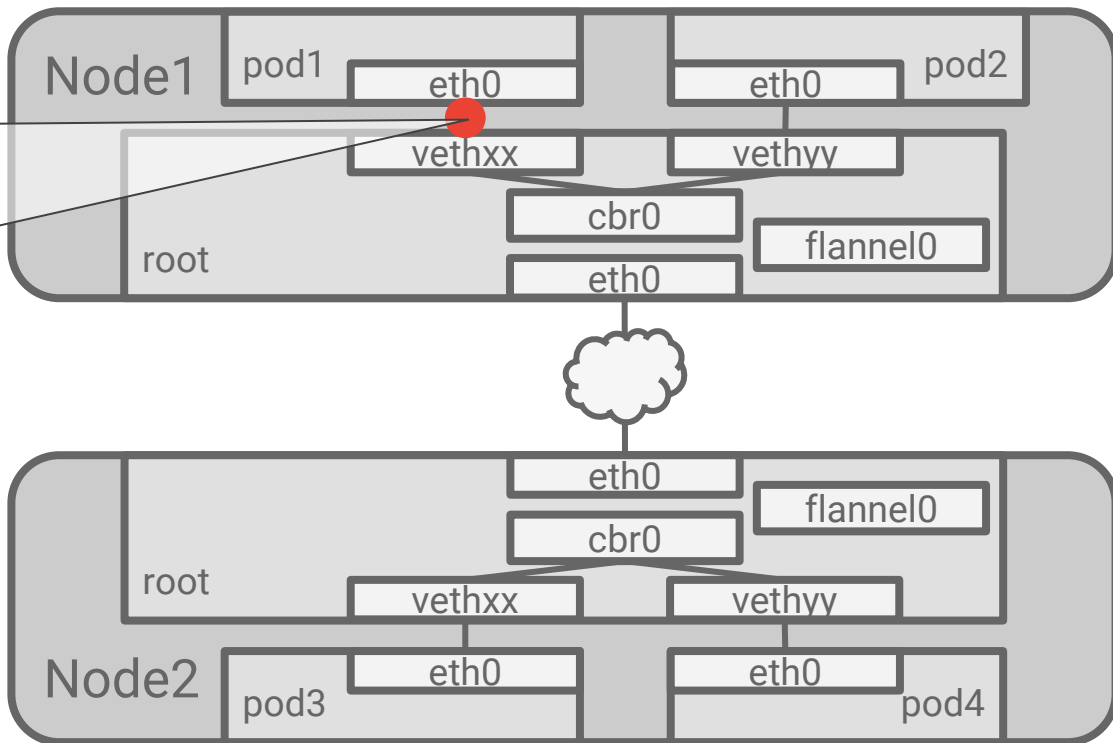 Node1
pod1
pod2
eth0
eth0
vethxx
vethyy
cbr0
flannel0
root
eth0
eth0
flannel0
cbr0
root
vethxx
vethyy
Node2
eth0
eth0
pod3
pod4